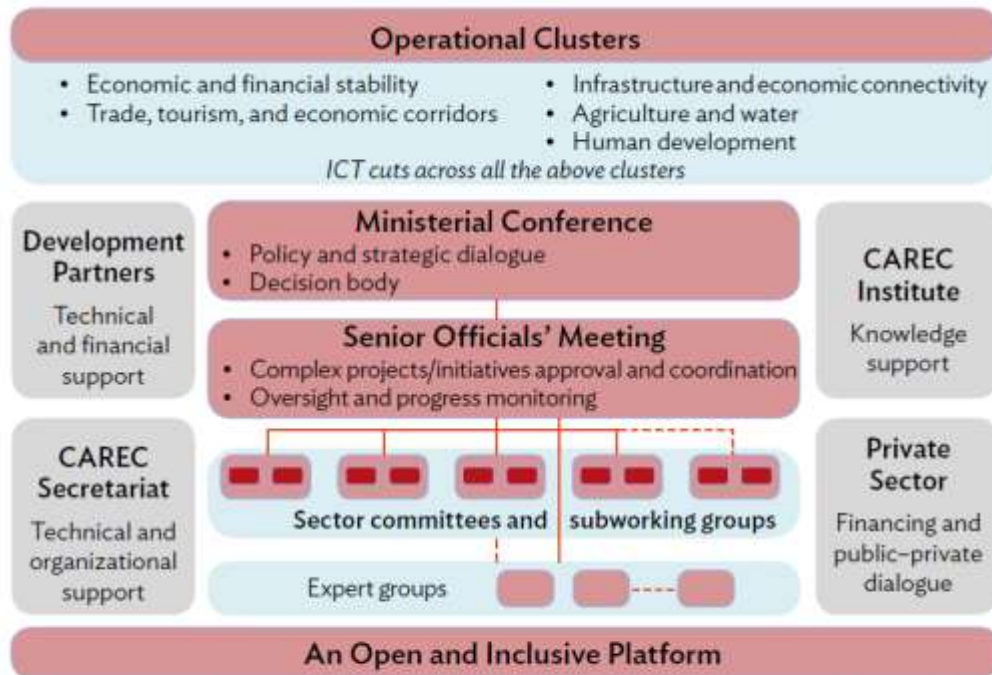 Operational Clusters
• Economic and financial stability
• Trade, tourism, and economic corridors
• Infrastructure and economic connectivity
• Agriculture and water
• Human development
ICT cuts across all the above clusters
Development
Partners
Technical
and financial
support
Ministerial Conference
• Policy and strategic dialogue
• Decision body
Senior Officials' Meeting
• Complex projects/initiatives approval and coordination
• Oversight and progress monitoring
CAREC
Institute
Knowledge
support
CAREC
Secretariat
Technical and
organizational
support
Sector committees and subworking groups
Expert groups
Private
Sector
Financing and
public–private
dialogue
An Open and Inclusive Platform